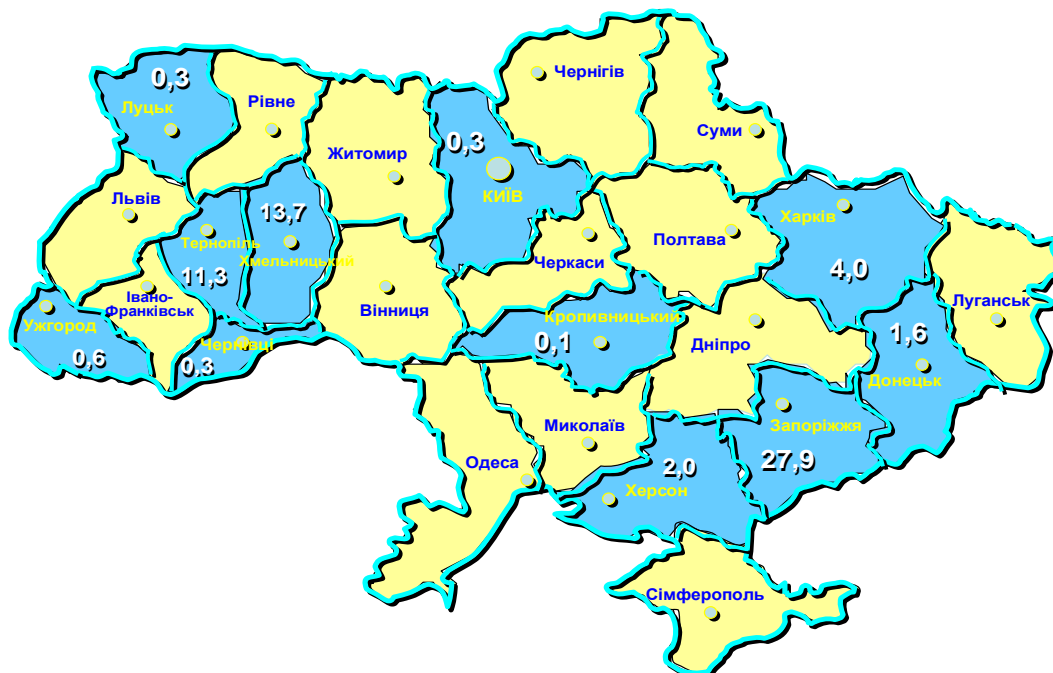 0,3
Луцьк
Рівне
Житомир
0,3
КИЇВ
Чернігів
Суми
Львів
13,7
Тернопіль
Хмельницький
11,3
Івано-
Франківськ
Вінниця
Черкаси
Полтава
Харків
4,0
Луганськ
Ужгород
0,6
Чернівці
0,3
Кропивницький
0,1
Дніпро
1,6
Донецьк
Запоріжжя
27,9
Миколаїв
Одеса
2,0
Херсон
Сімферополь